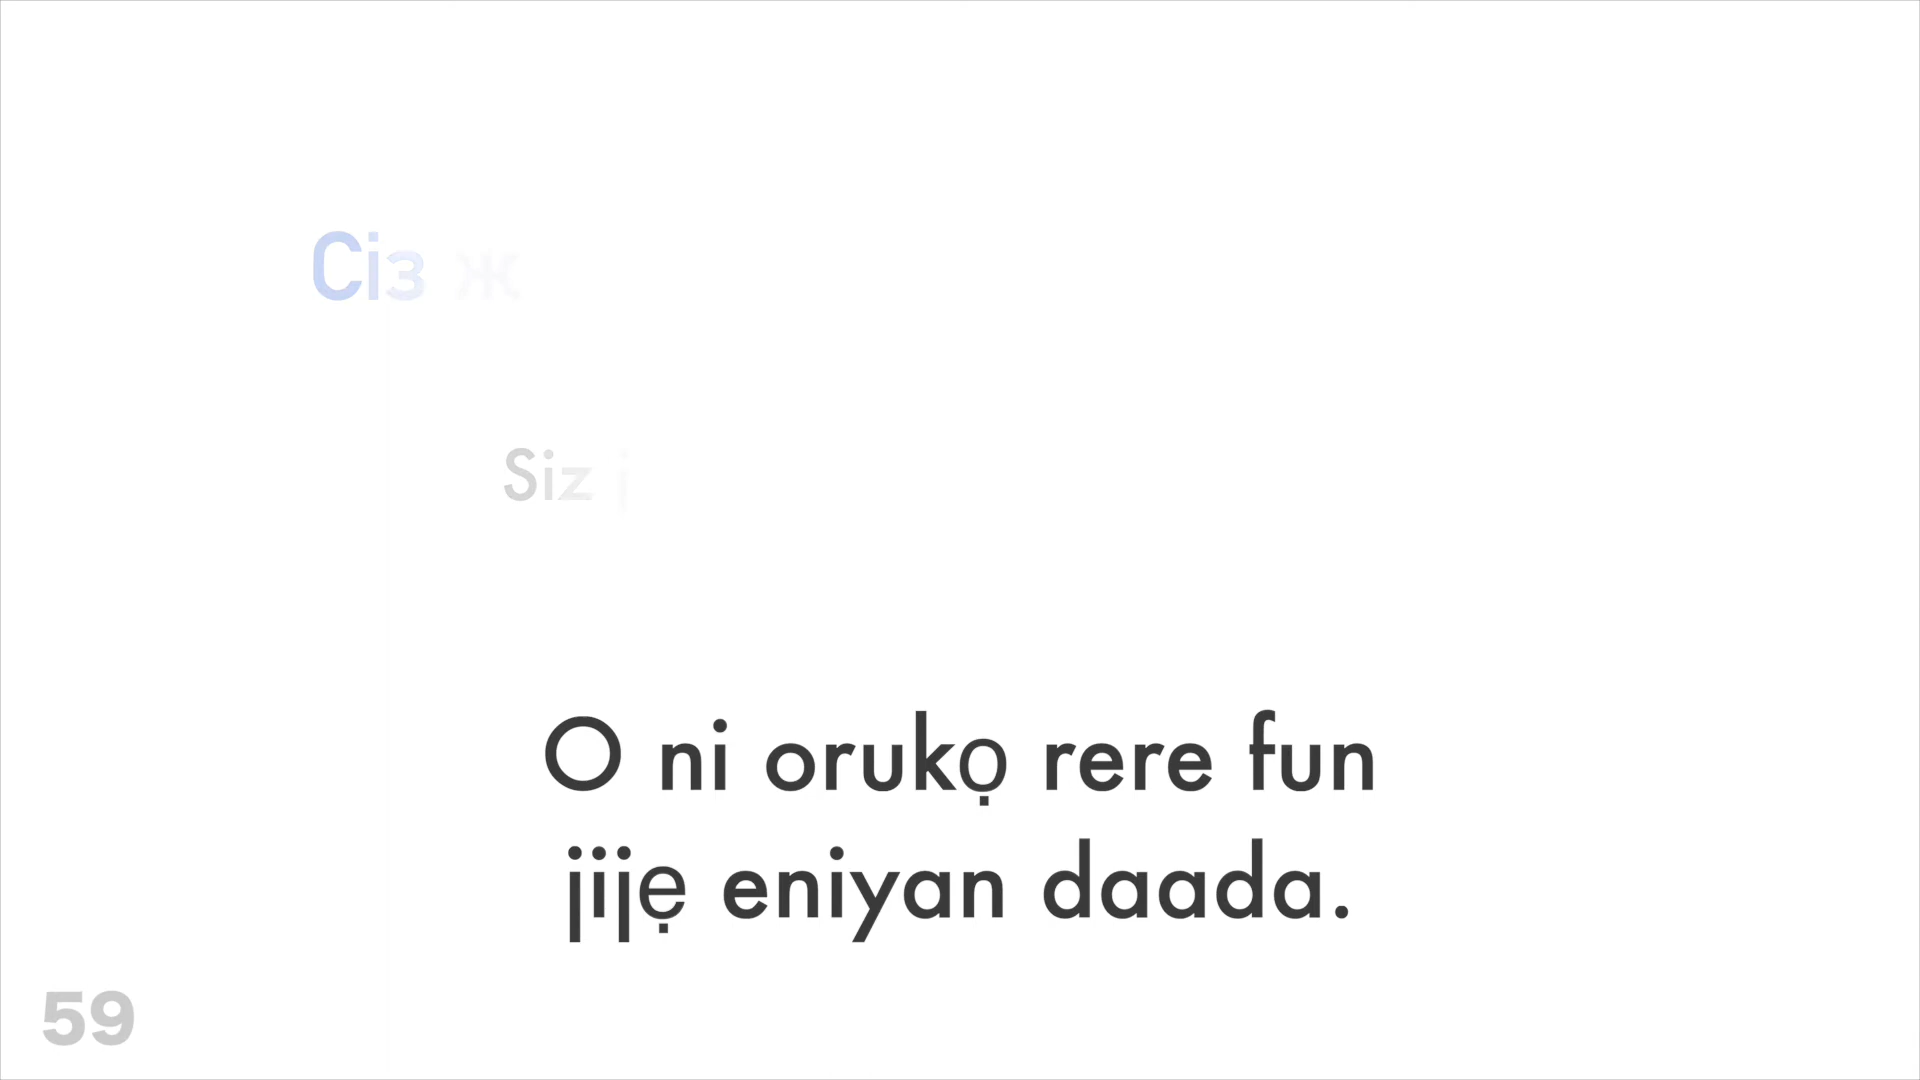 Сіз ж
Siz j
O ni orukọ rere fun
jijẹ eniyan daada.
59